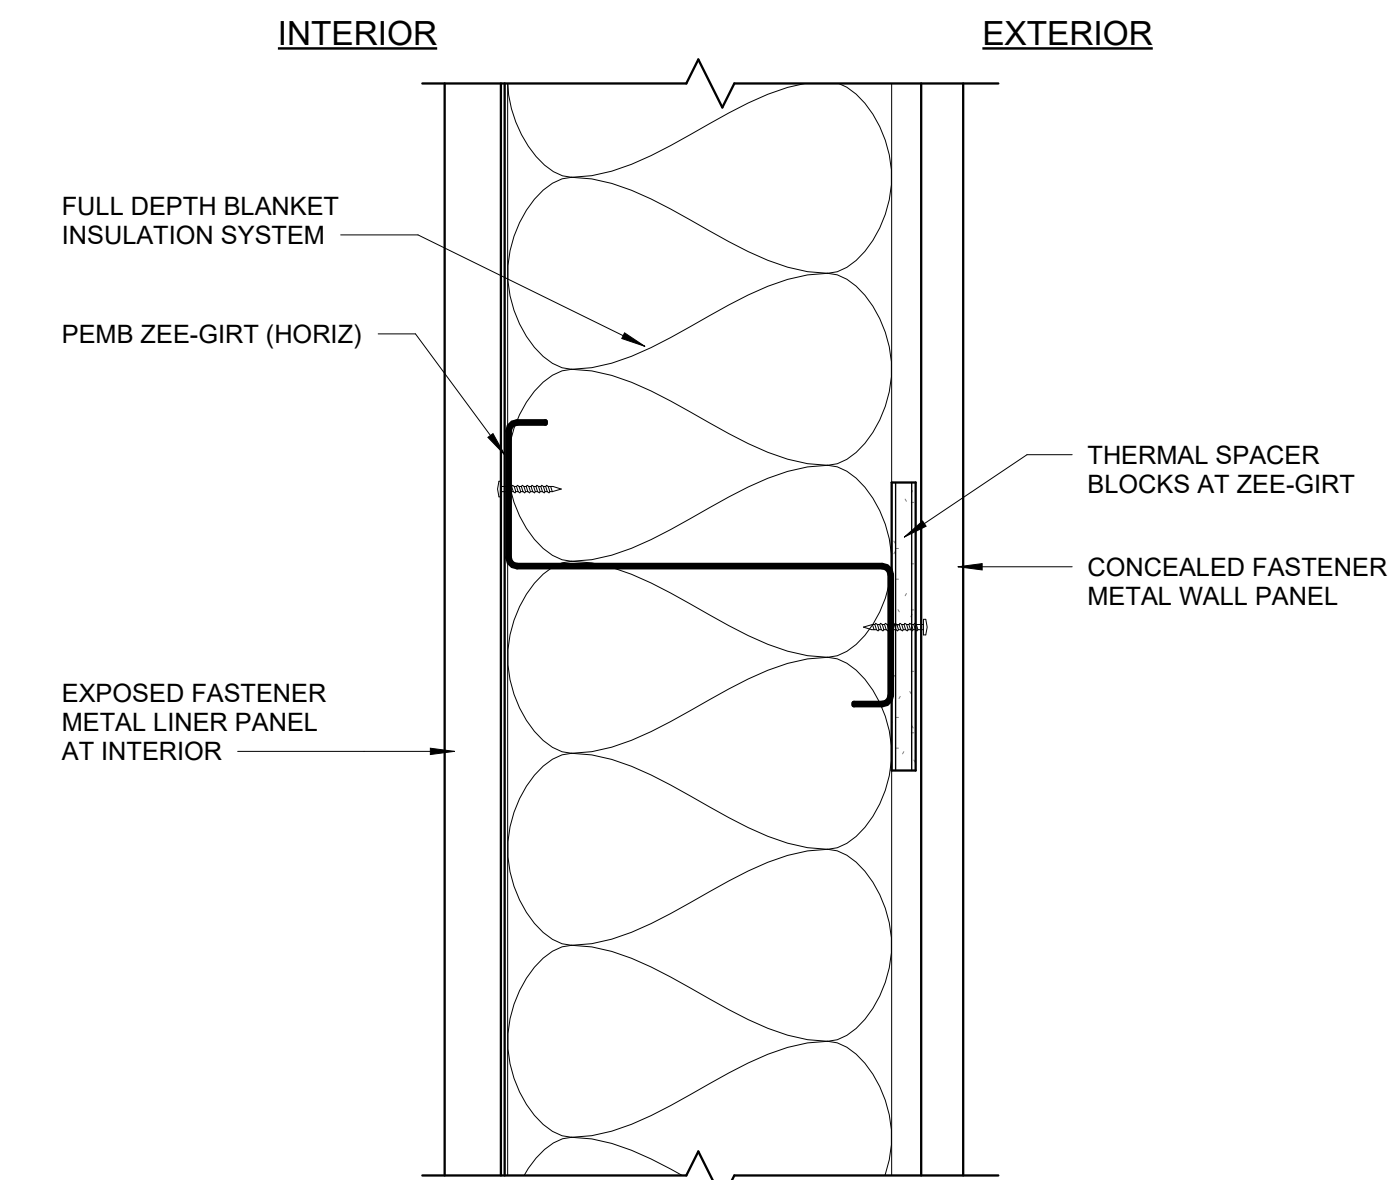 INTERIOR
EXTERIOR
FULL DEPTH BLANKET
INSULATION SYSTEM
PEMB ZEE-GIRT (HORIZ)
THERMAL SPACER
BLOCKS AT ZEE-GIRT
CONCEALED FASTENER
METAL WALL PANEL
EXPOSED FASTENER
METAL LINER PANEL
AT INTERIOR